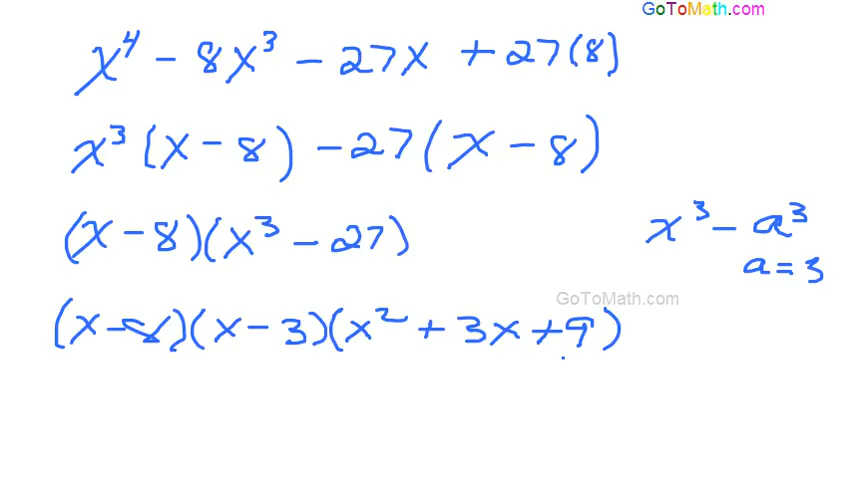 GoToMath.com
x⁴ - 8x³ - 27x + 27(8)
x³(x - 8) - 27(x - 8)
(x - 8)(x³ - 27)
x³ - a³
a = 3
GoToMath.com
(x - 8)(x - 3)(x² + 3x + 9)